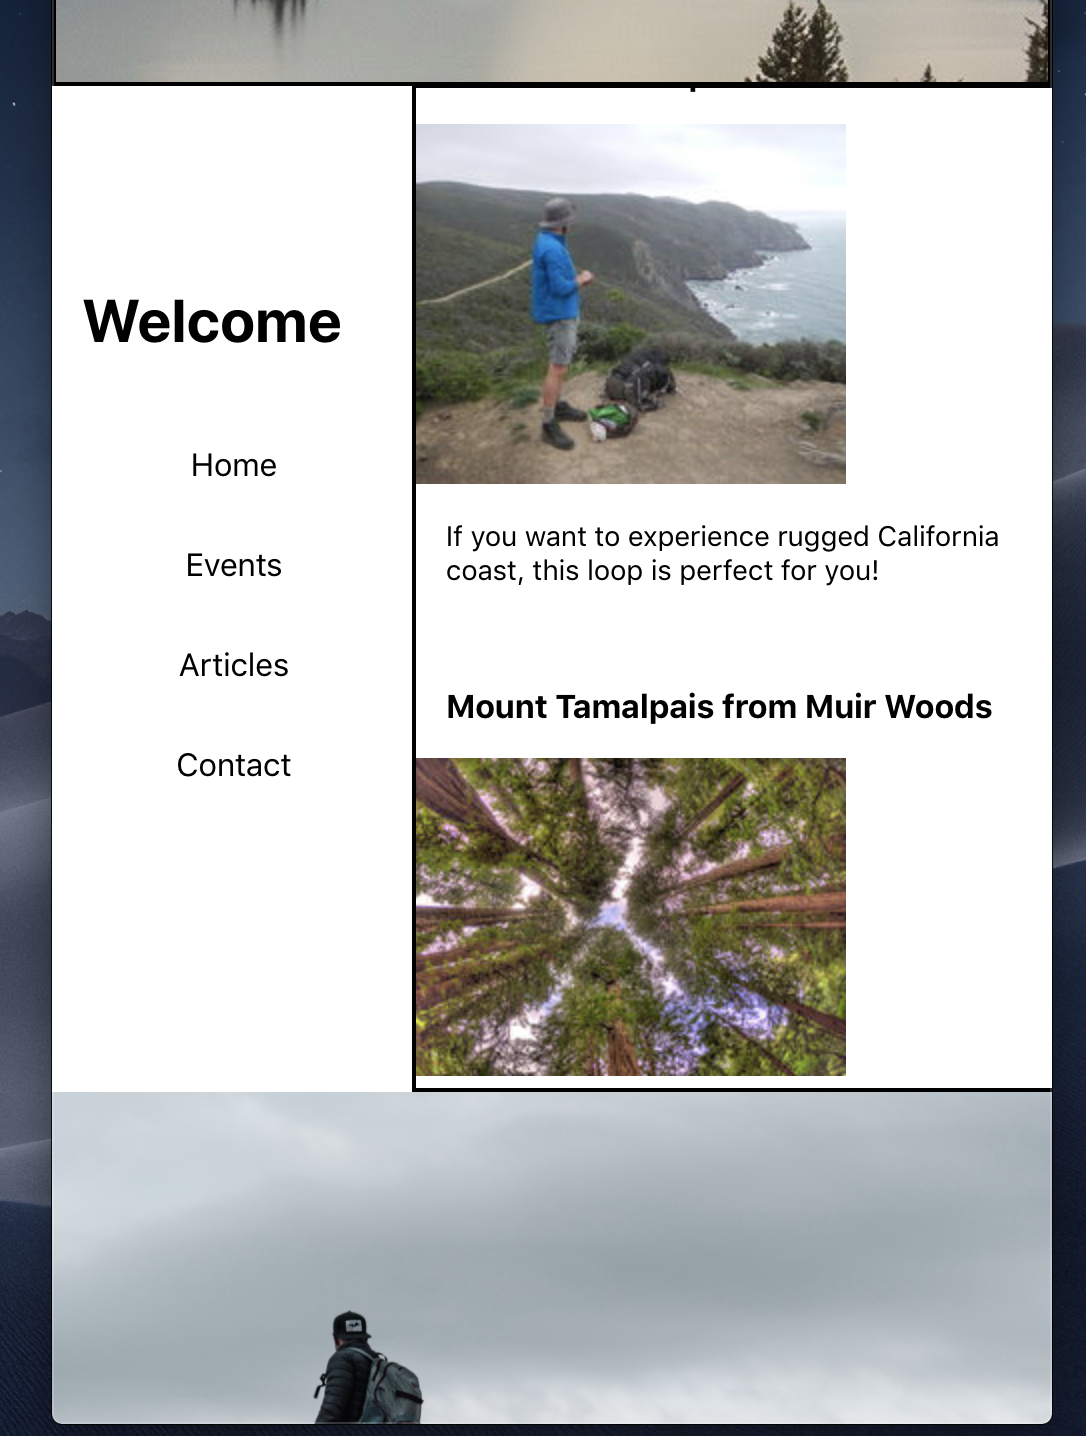 Welcome
Home
Events
Articles
Contact
If you want to experience rugged California
coast, this loop is perfect for you!
Mount Tamalpais from Muir Woods